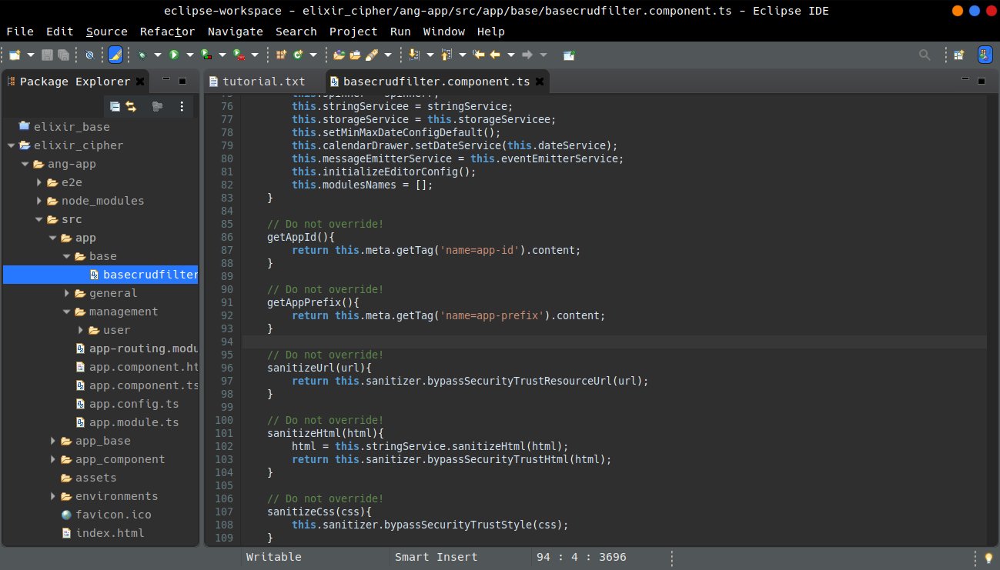 eclipse-workspace - elixir_cipher/ang-app/src/app/base/basecrudfilter.component.ts - Eclipse IDE
File Edit Source Refactor Navigate Search Project Run Window Help
Package Explorer
elixir_base
elixir_cipher
ang-app
e2e
node_modules
src
app
base
basecrudfilter
general
management
user
app-routing.modu
app.component.ht
app.component.ts
app.config.ts
app.module.ts
app_base
app_component
assets
environments
favicon.ico
index.html
tutorial.txt
basecrudfilter.component.ts
76 this.stringServicee = stringService;
77 this.storageService = this.storageServicee;
78 this.setMinMaxDateConfigDefault();
79 this.calendarDrawer.setDateService(this.dateService);
80 this.messageEmitterService = this.eventEmitterService;
81 this.initializeEditorConfig();
82 this.modulesNames = [];
83 }
84
85 // Do not override!
86 getAppId(){
87 return this.meta.getTag('name=app-id').content;
88 }
89
90 // Do not override!
91 getAppPrefix(){
92 return this.meta.getTag('name=app-prefix').content;
93 }
94
95 // Do not override!
96 sanitizeUrl(url){
97 return this.sanitizer.bypassSecurityTrustResourceUrl(url);
98 }
99
100 // Do not override!
101 sanitizeHtml(html){
102 html = this.stringService.sanitizeHtml(html);
103 return this.sanitizer.bypassSecurityTrustHtml(html);
104 }
105
106 // Do not override!
107 sanitizeCss(css){
108 this.sanitizer.bypassSecurityTrustStyle(css);
109 }
Writable Smart Insert 94 : 4 : 3696